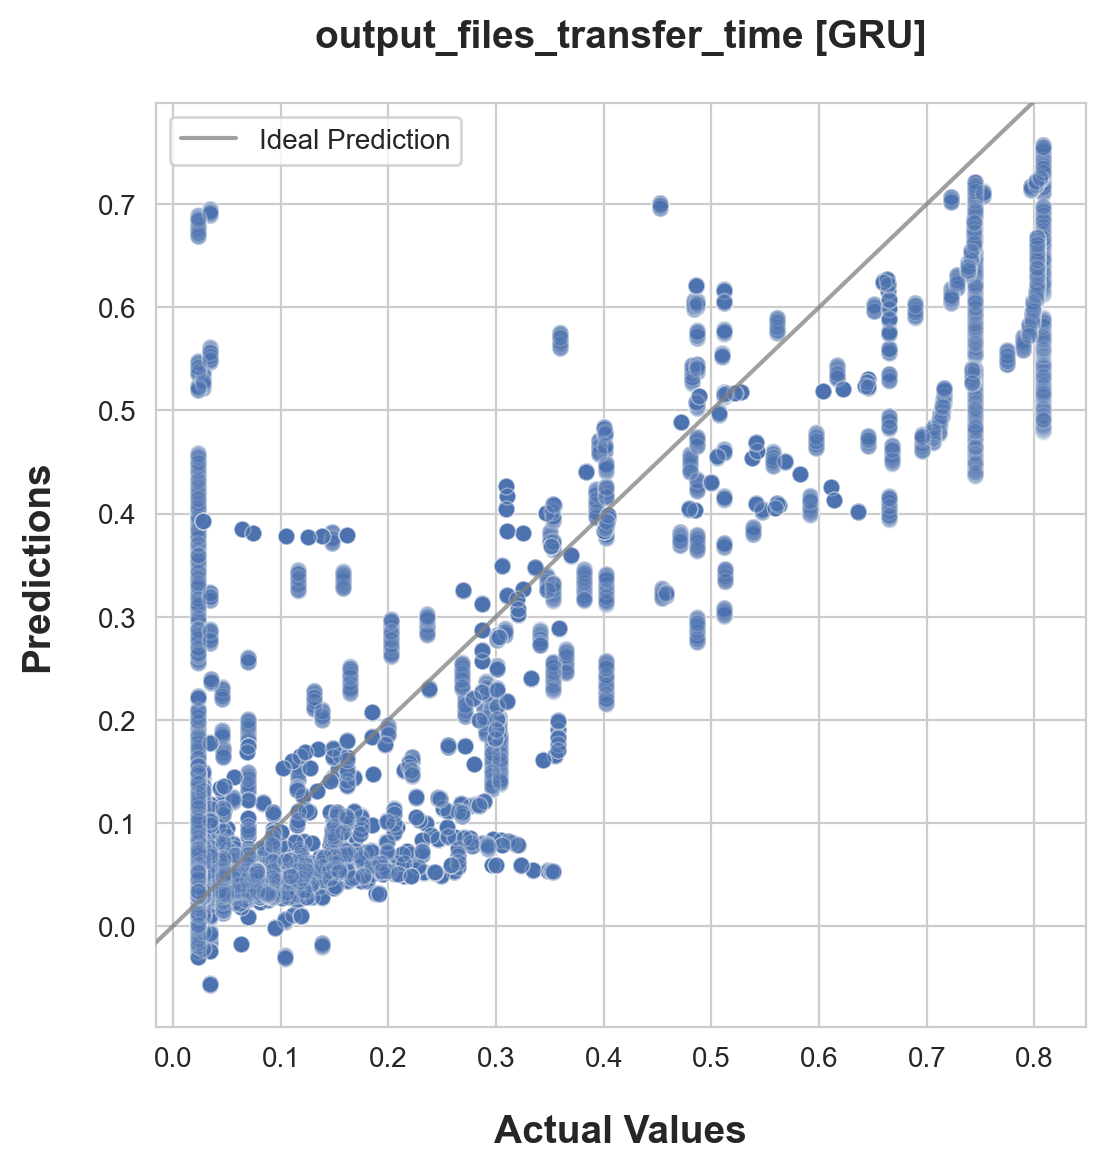 output_files_transfer_time [GRU]
Ideal Prediction
Predictions
0.7
0.6
0.5
0.4
0.3
0.2
0.1
0.0
0.0 0.1 0.2 0.3 0.4 0.5 0.6 0.7 0.8
Actual Values